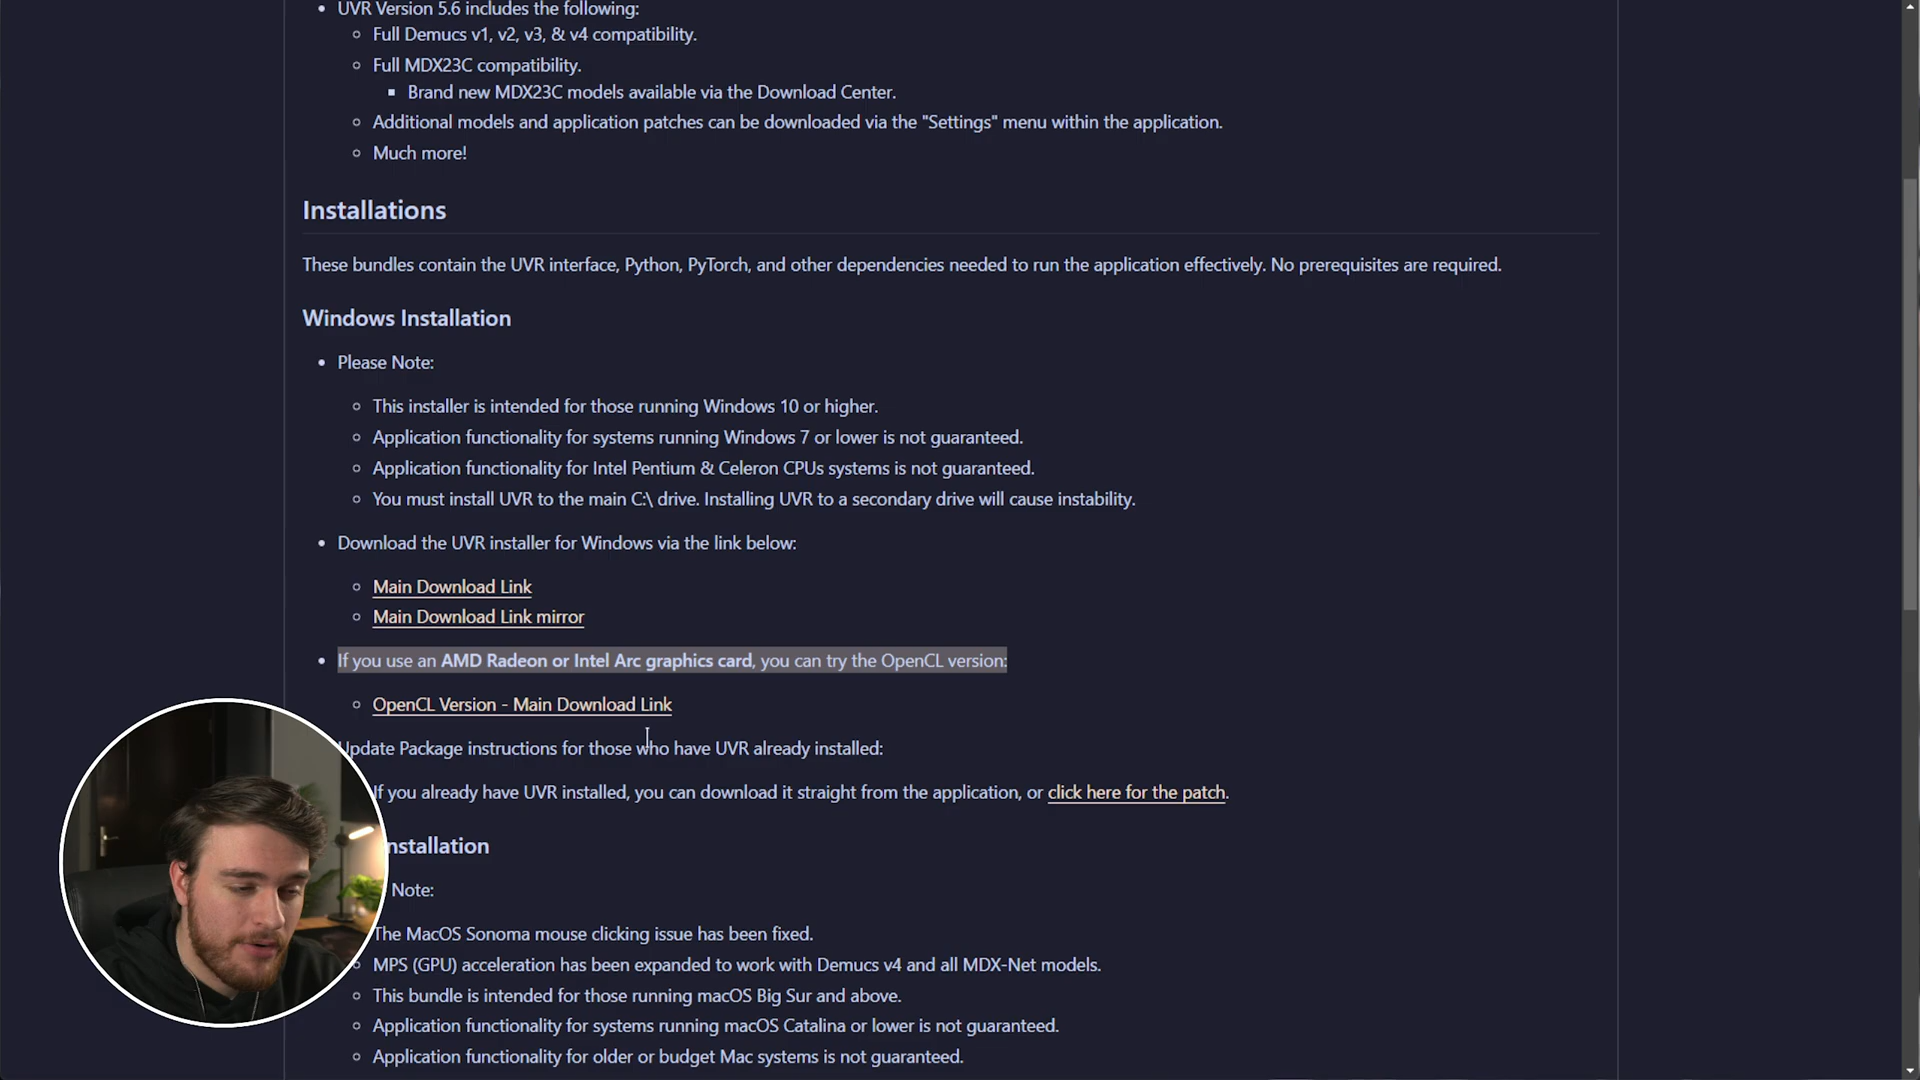 UVR Version 5.6 includes the following:
Full Demucs v1, v2, v3, & v4 compatibility.
Full MDX23C compatibility.
Brand new MDX23C models available via the Download Center.
Additional models and application patches can be downloaded via the "Settings" menu within the application.
Much more!
Installations
These bundles contain the UVR interface, Python, PyTorch, and other dependencies needed to run the application effectively. No prerequisites are required.
Windows Installation
Please Note:
This installer is intended for those running Windows 10 or higher.
Application functionality for systems running Windows 7 or lower is not guaranteed.
Application functionality for Intel Pentium & Celeron CPUs systems is not guaranteed.
You must install UVR to the main C:\ drive. Installing UVR to a secondary drive will cause instability.
Download the UVR installer for Windows via the link below:
Main Download Link
Main Download Link mirror
If you use an AMD Radeon or Intel Arc graphics card, you can try the OpenCL version:
OpenCL Version - Main Download Link
Update Package instructions for those who have UVR already installed:
If you already have UVR installed, you can download it straight from the application, or click here for the patch.
nstallation
Note:
The MacOS Sonoma mouse clicking issue has been fixed.
MPS (GPU) acceleration has been expanded to work with Demucs v4 and all MDX-Net models.
This bundle is intended for those running macOS Big Sur and above.
Application functionality for systems running macOS Catalina or lower is not guaranteed.
Application functionality for older or budget Mac systems is not guaranteed.